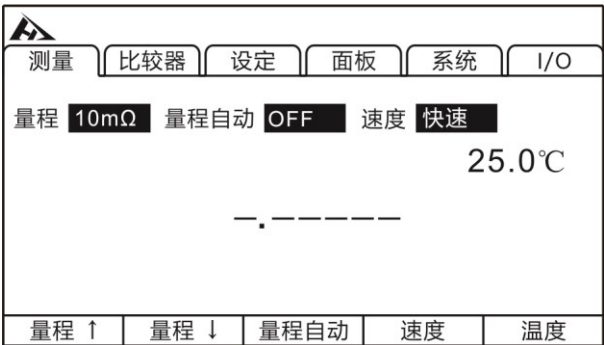 测量 比较器 设定 面板 系统 I/O
量程 10mΩ 量程自动 OFF 速度 快速
25.0℃
－.－－－－－
量程 ↑ 量程 ↓ 量程自动 速度 温度